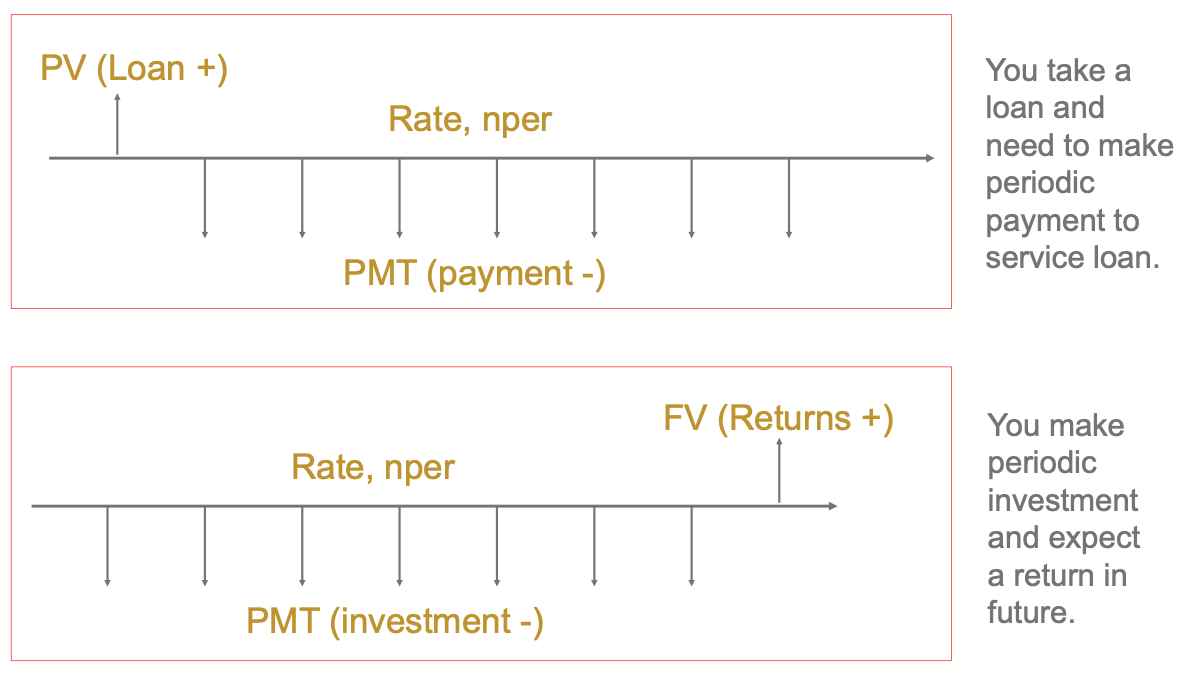 PV (Loan +)
Rate, nper
PMT (payment -)
You take a
loan and
need to make
periodic
payment to
service loan.
FV (Returns +)
Rate, nper
PMT (investment -)
You make
periodic
investment
and expect
a return in
future.